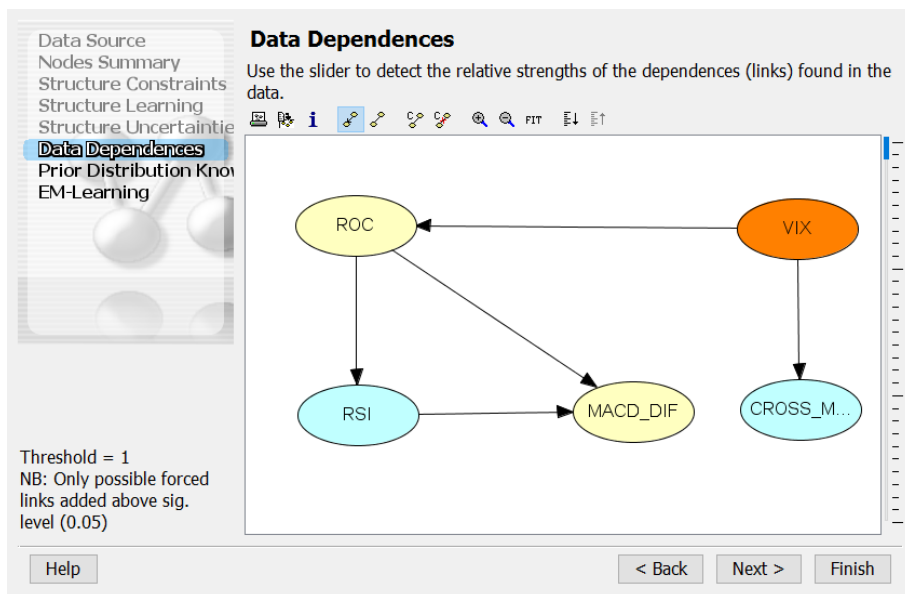 Data Source
Nodes Summary
Structure Constraints
Structure Learning
Structure Uncertaintie
Data Dependences
Prior Distribution Know
EM-Learning
Threshold = 1
NB: Only possible forced
links added above sig.
level (0.05)
Data Dependences
Use the slider to detect the relative strengths of the dependences (links) found in the
data.
i FIT
ROC
VIX
RSI
MACD_DIF
CROSS_M...
Help
< Back
Next >
Finish